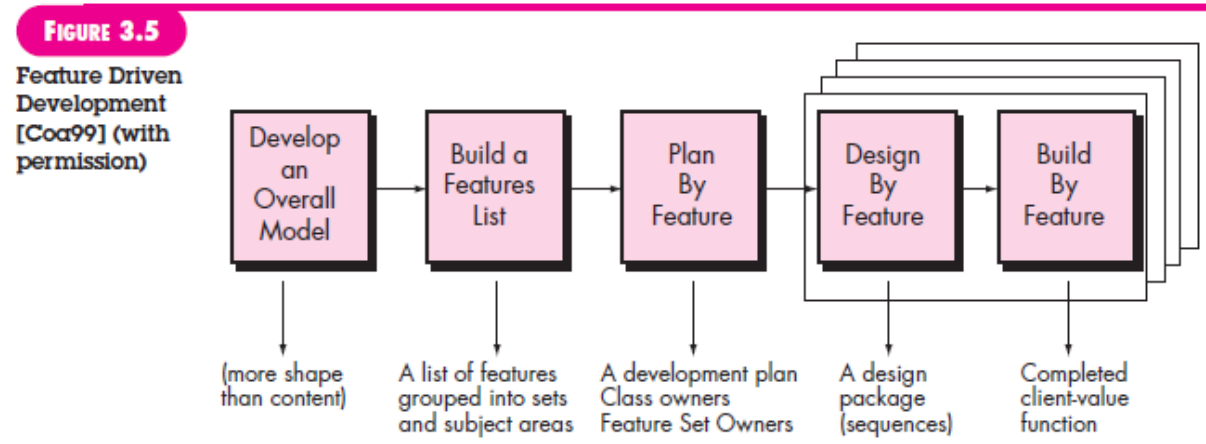 FIGURE 3.5
Feature Driven
Development
[Coa99] (with
permission)
Develop
an
Overall
Model
Build a
Features
List
Plan
By
Feature
Design
By
Feature
Build
By
Feature
(more shape
than content)
A list of features
grouped into sets
and subject areas
A development plan
Class owners
Feature Set Owners
A design
package
(sequences)
Completed
client-value
function